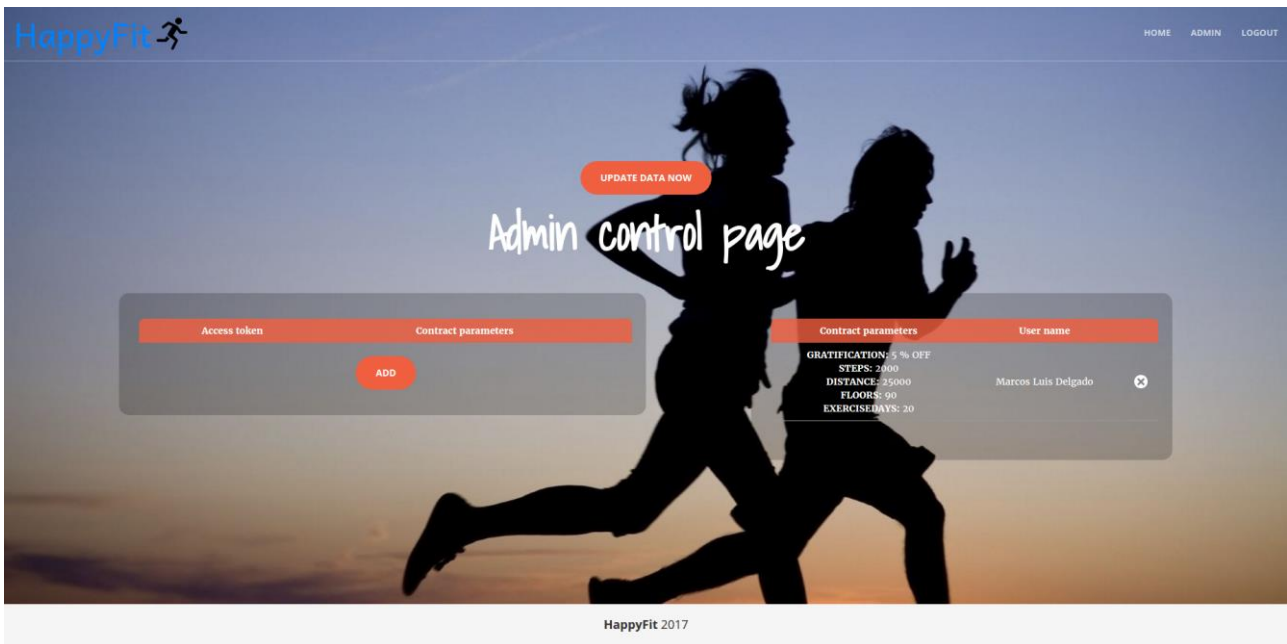 HappyFit
HOME ADMIN LOGOUT
UPDATE DATA NOW
Admin control page
Access token Contract parameters
ADD
Contract parameters User name
GRATIFICATION: 5 % OFF
STEPS: 2000
DISTANCE: 25000
FLOORS: 90
EXERCISEDAYS: 20
Marcos Luis Delgado
HappyFit 2017